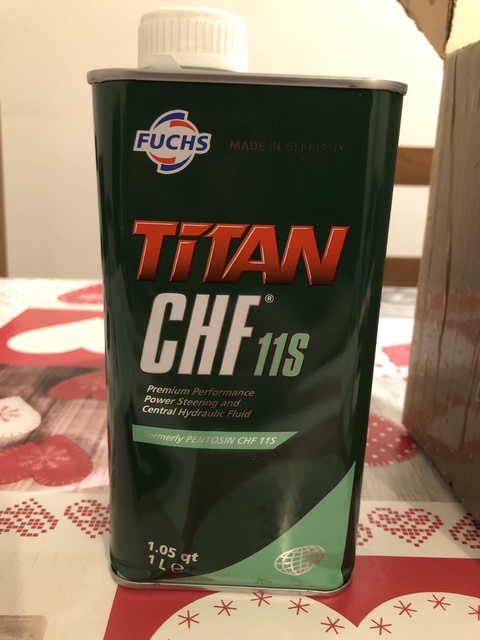 FUCHS
MADE IN GERMANY
TITAN
CHF® 11S
Premium Performance
Power Steering and
Central Hydraulic Fluid
Formerly PENTOSIN CHF 11S
1.05 qt
1 L ℮